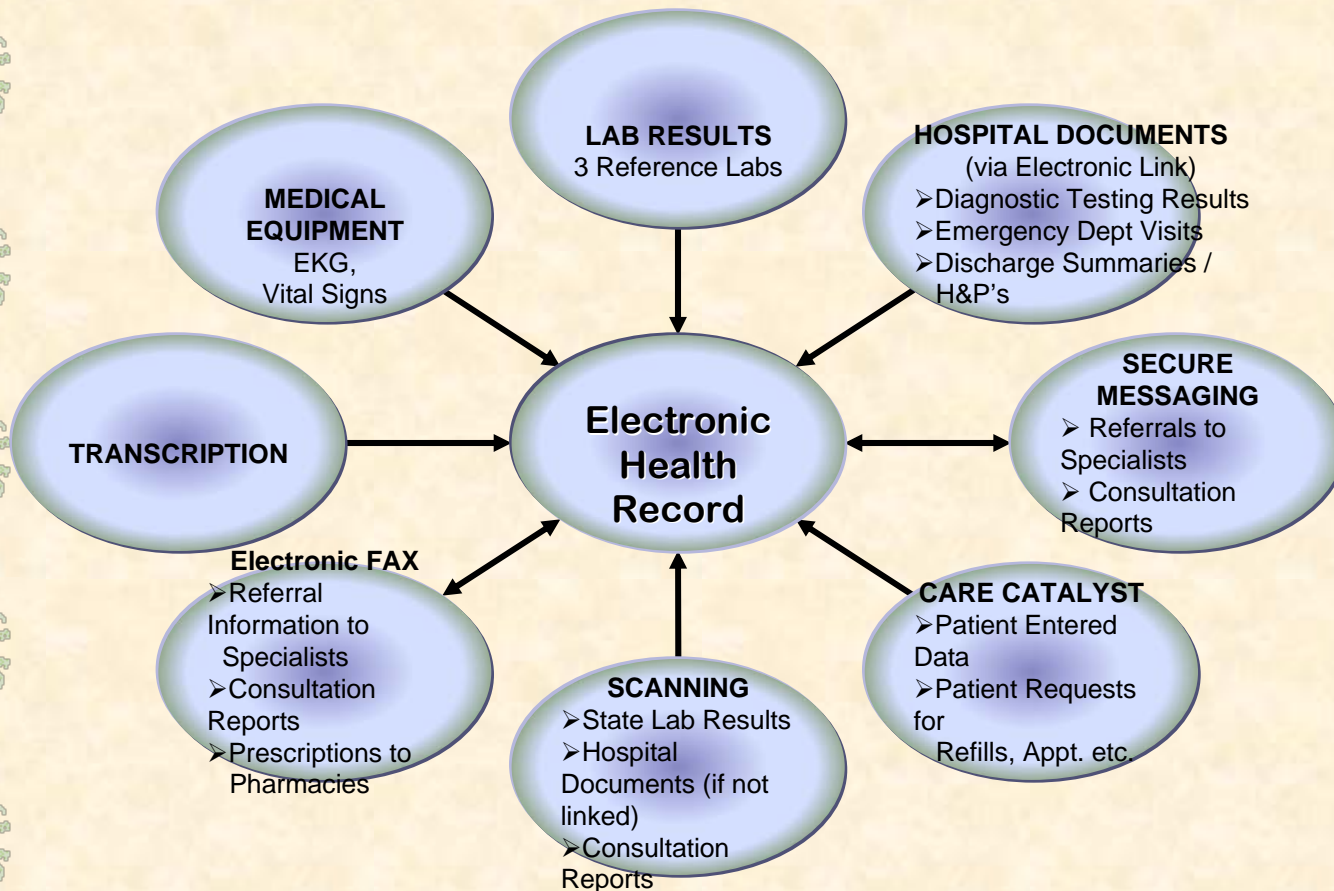 LAB RESULTS
3 Reference Labs
HOSPITAL DOCUMENTS
(via Electronic Link)
➢Diagnostic Testing Results
➢Emergency Dept Visits
➢Discharge Summaries /
H&P's
MEDICAL
EQUIPMENT
EKG,
Vital Signs
SECURE
MESSAGING
➢ Referrals to
Specialists
➢ Consultation
Reports
Electronic
Health
Record
TRANSCRIPTION
Electronic FAX
➢Referral
Information to
Specialists
➢Consultation
Reports
➢Prescriptions to
Pharmacies
CARE CATALYST
➢Patient Entered
Data
➢Patient Requests
for
Refills, Appt. etc.
SCANNING
➢State Lab Results
➢Hospital
Documents (if not
linked)
➢Consultation
Reports